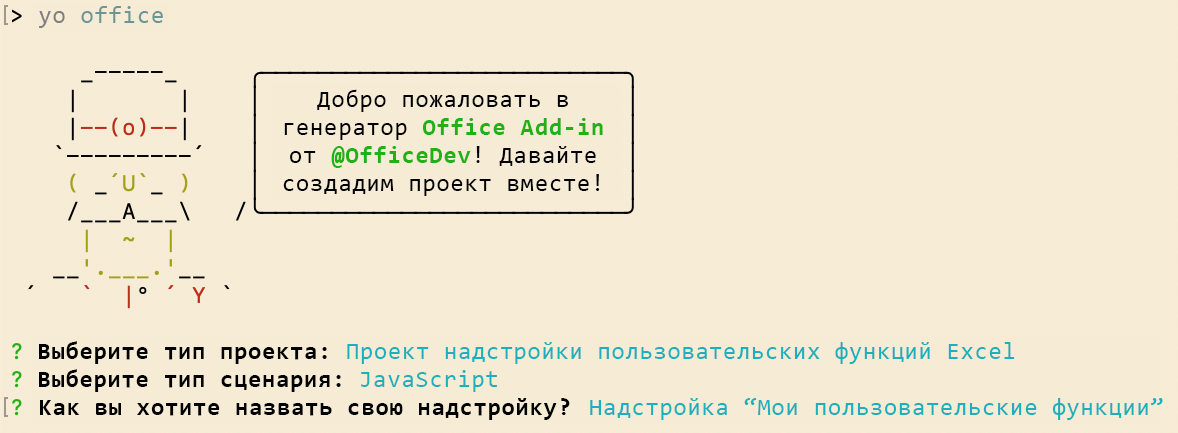 > yo office
Добро пожаловать в
генератор Office Add-in
от @OfficeDev! Давайте
создадим проект вместе!
? Выберите тип проекта: Проект надстройки пользовательских функций Excel
? Выберите тип сценария: JavaScript
? Как вы хотите назвать свою надстройку? Надстройка “Мои пользовательские функции”